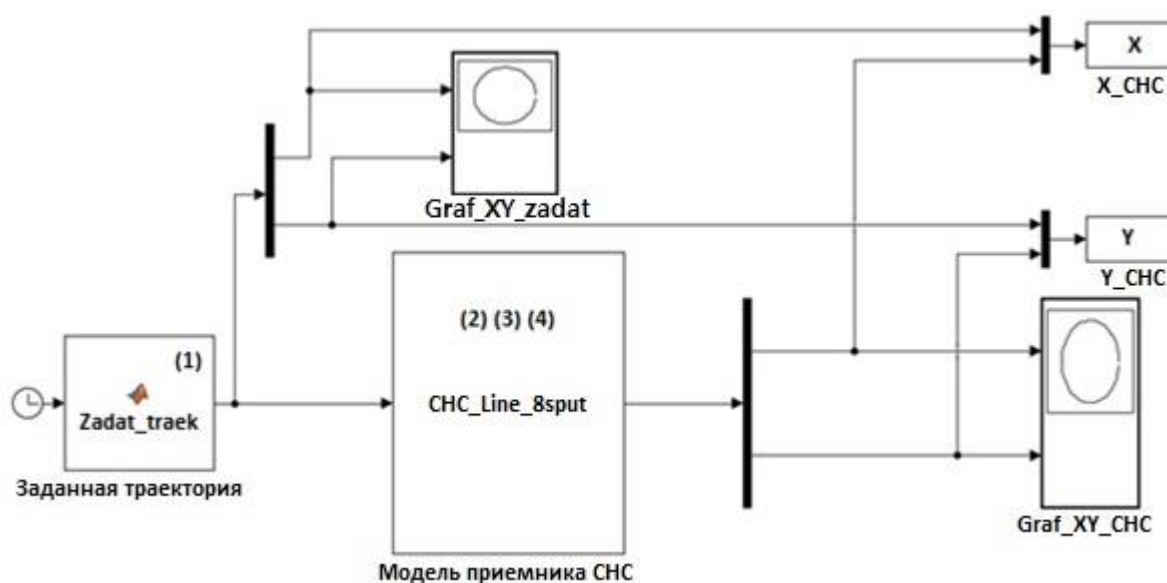 X
X_CHC
Graf_XY_zadat
Y
Y_CHC
(2) (3) (4)
(1)
Zadat_traek
CHC_Line_8sput
Заданная траектория
Graf_XY_CHC
Модель приемника СНС